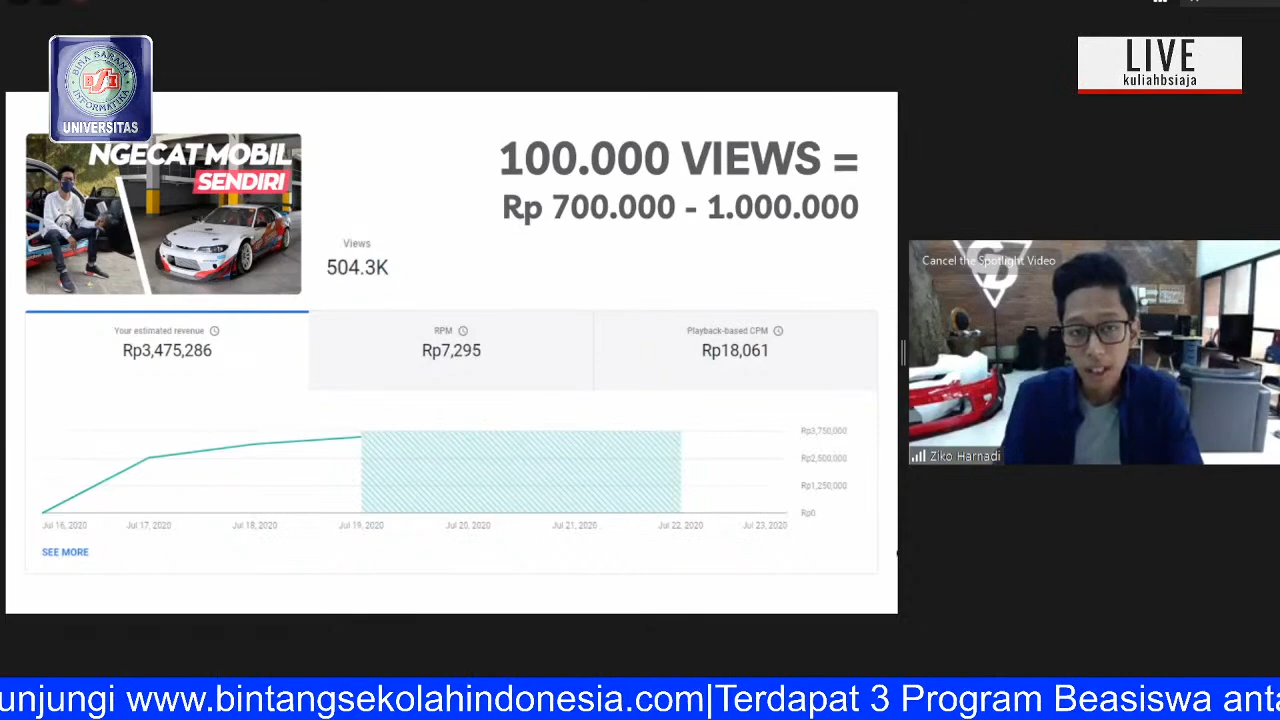 BINA SARANA
BSI
INFORMATIKA
UNIVERSITAS
LIVE
kuliahbsiaja
NGECAT MOBIL
SENDIRI
100.000 VIEWS =
Rp 700.000 - 1.000.000
Views
504.3K
Your estimated revenue
Rp3,475,286
RPM
Rp7,295
Playback-based CPM
Rp18,061
Rp3,750,000
Rp2,500,000
Rp1,250,000
Rp0
Jul 16, 2020 Jul 17, 2020 Jul 18, 2020 Jul 19, 2020 Jul 20, 2020 Jul 21, 2020 Jul 22, 2020 Jul 23, 2020
SEE MORE
Cancel the Spotlight Video
Ziko Harnadi
unjungi www.bintangsekolahindonesia.com|Terdapat 3 Program Beasiswa anta